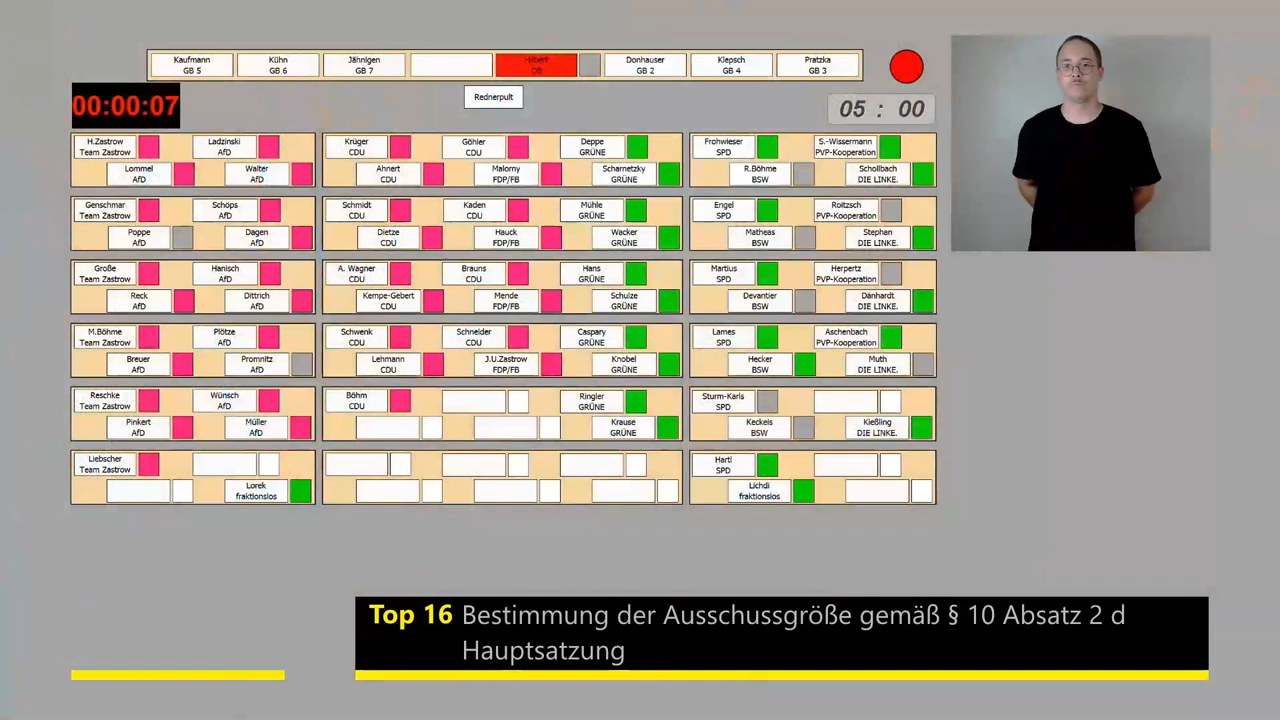 Kaufmann
GB 5
Kühn
GB 6
Jähnigen
GB 7
Hilbert
OB
Donhauser
GB 2
Klepsch
GB 4
Pratzka
GB 3
00:00:07
Rednerpult
05 : 00
H.Zastrow
Team Zastrow
Ladzinski
AfD
Krüger
CDU
Göhler
CDU
Deppe
GRÜNE
Frohwieser
SPD
S.-Wissermann
PVP-Kooperation
Lommel
AfD
Walter
AfD
Ahnert
CDU
Malorny
FDP/FB
Scharnetzky
GRÜNE
R.Böhme
BSW
Schollbach
DIE LINKE.
Genschmar
Team Zastrow
Schöps
AfD
Schmidt
CDU
Kaden
CDU
Mühle
GRÜNE
Engel
SPD
Roitzsch
PVP-Kooperation
Poppe
AfD
Dagen
AfD
Dietze
CDU
Hauck
FDP/FB
Wacker
GRÜNE
Matheas
BSW
Stephan
DIE LINKE.
Große
Team Zastrow
Hanisch
AfD
A. Wagner
CDU
Brauns
CDU
Hans
GRÜNE
Martius
SPD
Herpertz
PVP-Kooperation
Reck
AfD
Dittrich
AfD
Kempe-Gebert
CDU
Mende
FDP/FB
Schulze
GRÜNE
Devantier
BSW
Dänhardt
DIE LINKE.
M.Böhme
Team Zastrow
Plötze
AfD
Schwenk
CDU
Schneider
CDU
Caspary
GRÜNE
Lames
SPD
Aschenbach
PVP-Kooperation
Breuer
AfD
Promnitz
AfD
Lehmann
CDU
J.U.Zastrow
FDP/FB
Knobel
GRÜNE
Hecker
BSW
Muth
DIE LINKE.
Reschke
Team Zastrow
Wünsch
AfD
Böhm
CDU
Ringler
GRÜNE
Sturm-Karls
SPD
Pinkert
AfD
Müller
AfD
Krause
GRÜNE
Keckeis
BSW
Kießling
DIE LINKE.
Liebscher
Team Zastrow
Hartl
SPD
Lorek
fraktionslos
Lichdi
fraktionslos
Top 16 Bestimmung der Ausschussgröße gemäß § 10 Absatz 2 d
Hauptsatzung